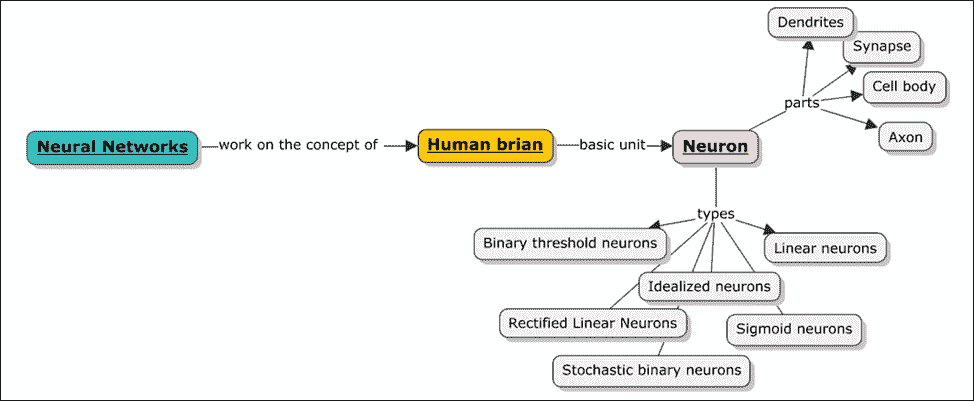 Dendrites
Synapse
parts
Cell body
Axon
Neural Networks work on the concept of Human brian basic unit Neuron
types
Binary threshold neurons
Linear neurons
Idealized neurons
Rectified Linear Neurons
Sigmoid neurons
Stochastic binary neurons